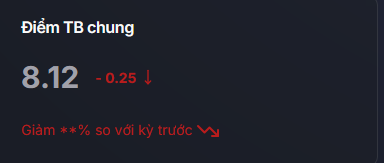 Điểm TB chung
8.12 - 0.25 ↓
Giảm **% so với kỳ trước